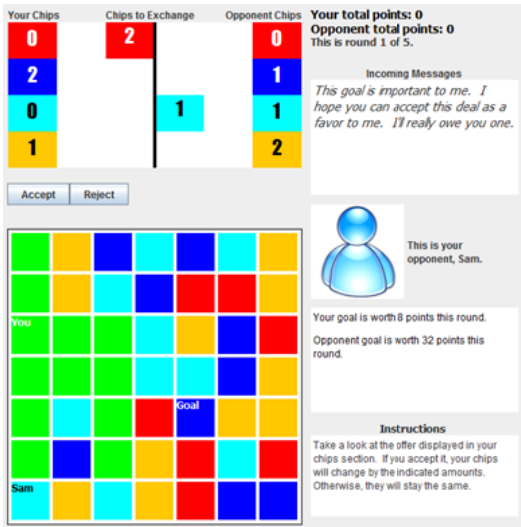 Your Chips Chips to Exchange Opponent Chips
0 2 0
2 1
0 1 1
1 2
Accept Reject
You
Goal
Sam
Your total points: 0
Opponent total points: 0
This is round 1 of 5.
Incoming Messages
This goal is important to me. I
hope you can accept this deal as a
favor to me. I'll really owe you one.
This is your
opponent, Sam.
Your goal is worth 8 points this round.
Opponent goal is worth 32 points this
round.
Instructions
Take a look at the offer displayed in your
chips section. If you accept it, your chips
will change by the indicated amounts.
Otherwise, they will stay the same.